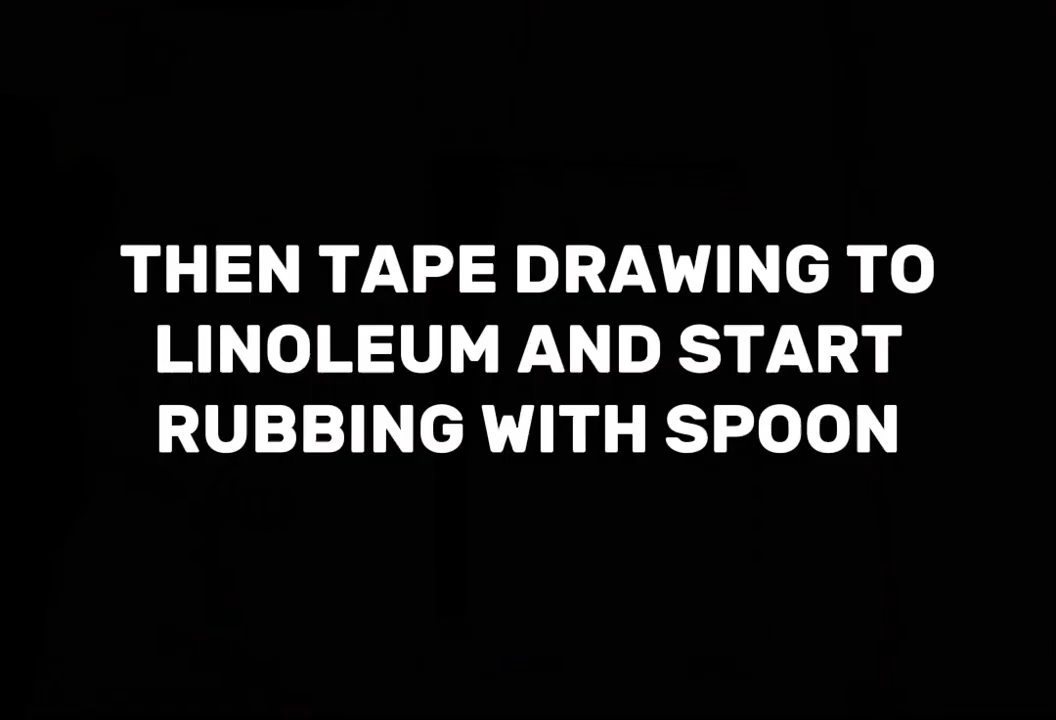 THEN TAPE DRAWING TO
LINOLEUM AND START
RUBBING WITH SPOON